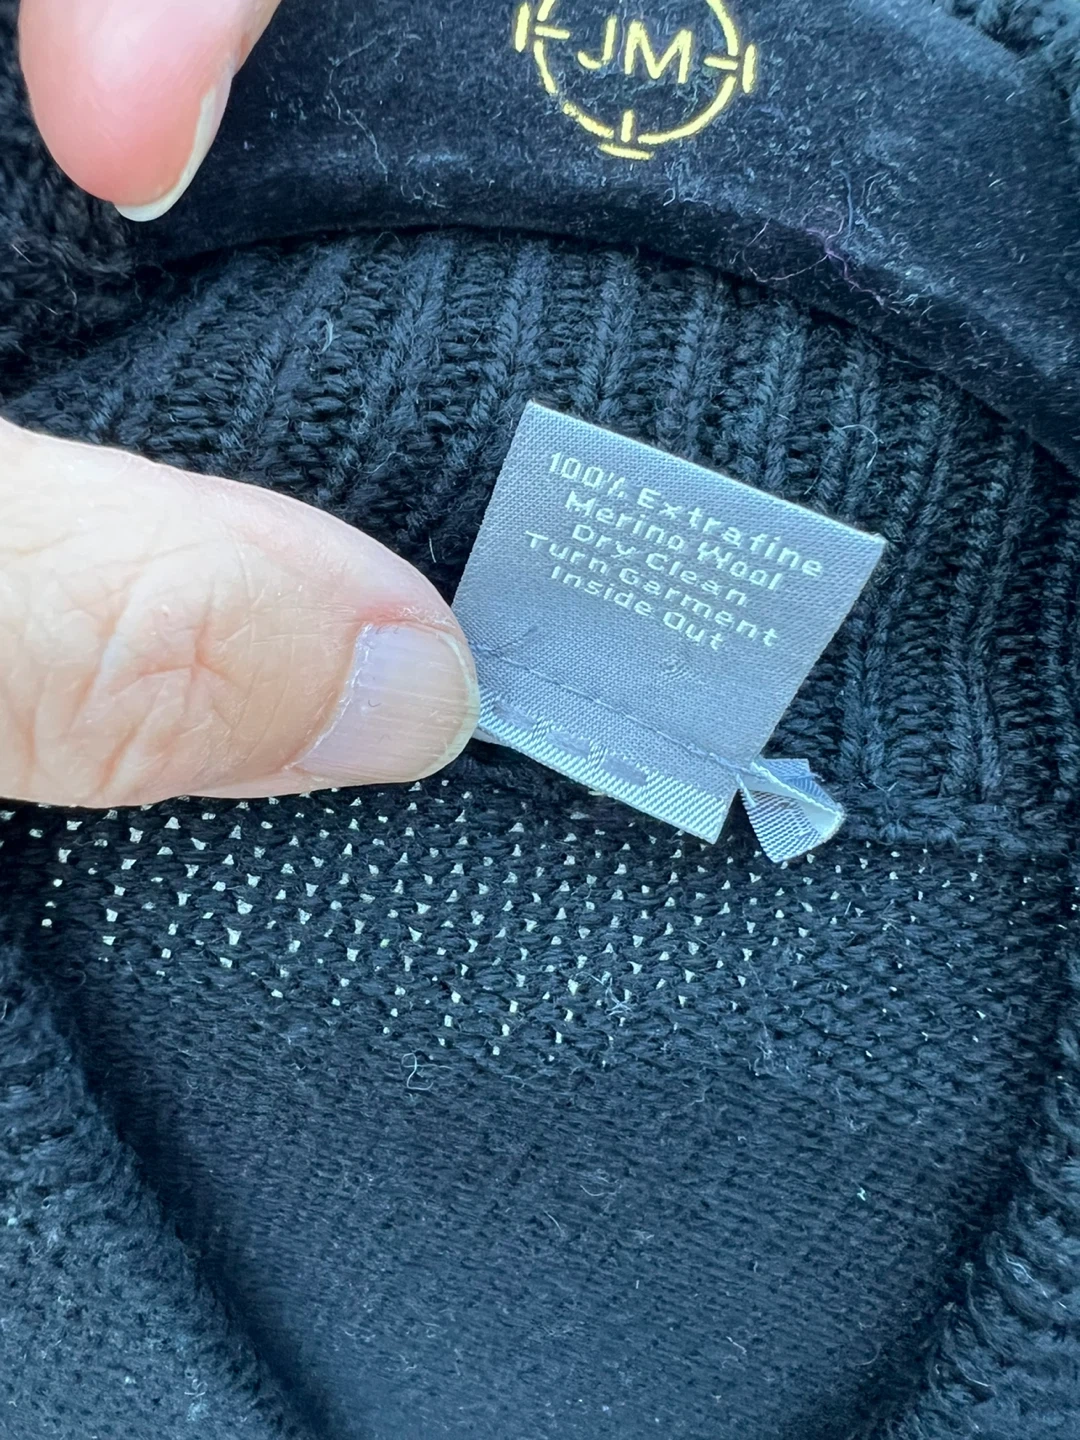 JM
100% Extrafine
Merino Wool
Dry Clean
Turn Garment
Inside Out